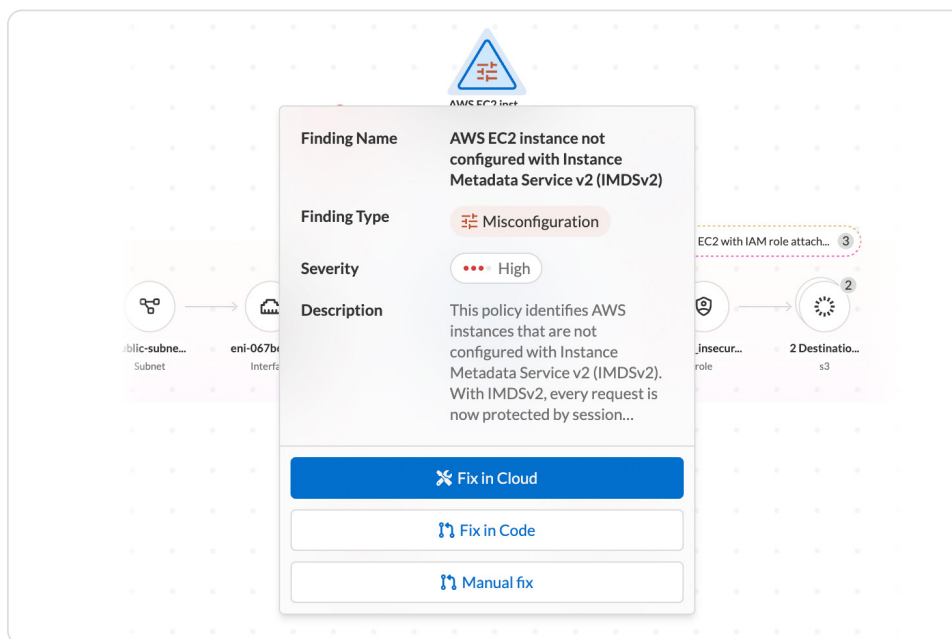 AWS EC2 inst
Finding Name
AWS EC2 instance not
configured with Instance
Metadata Service v2 (IMDSv2)
Finding Type
Misconfiguration
Severity
High
Description
This policy identifies AWS
instances that are not
configured with Instance
Metadata Service v2 (IMDSv2).
With IMDSv2, every request is
now protected by session...
Fix in Cloud
Fix in Code
Manual fix
EC2 with IAM role attach... 3
blic-subne...
Subnet
eni-067b
Interfa
_insecur...
role
2
2 Destinatio...
s3